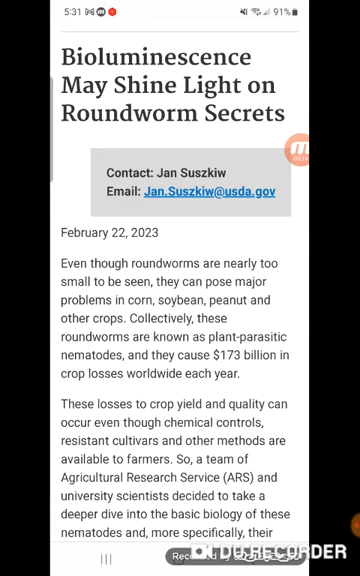 5:31
91%
Bioluminescence
May Shine Light on
Roundworm Secrets
Contact: Jan Suszkiw
Email: Jan.Suszkiw@usda.gov
February 22, 2023
Even though roundworms are nearly too
small to be seen, they can pose major
problems in corn, soybean, peanut and
other crops. Collectively, these
roundworms are known as plant-parasitic
nematodes, and they cause $173 billion in
crop losses worldwide each year.
These losses to crop yield and quality can
occur even though chemical controls,
resistant cultivars and other methods are
available to farmers. So, a team of
Agricultural Research Service (ARS) and
university scientists decided to take a
deeper dive into the basic biology of these
nematodes and, more specifically, their
Recorded by
DU RECORDER